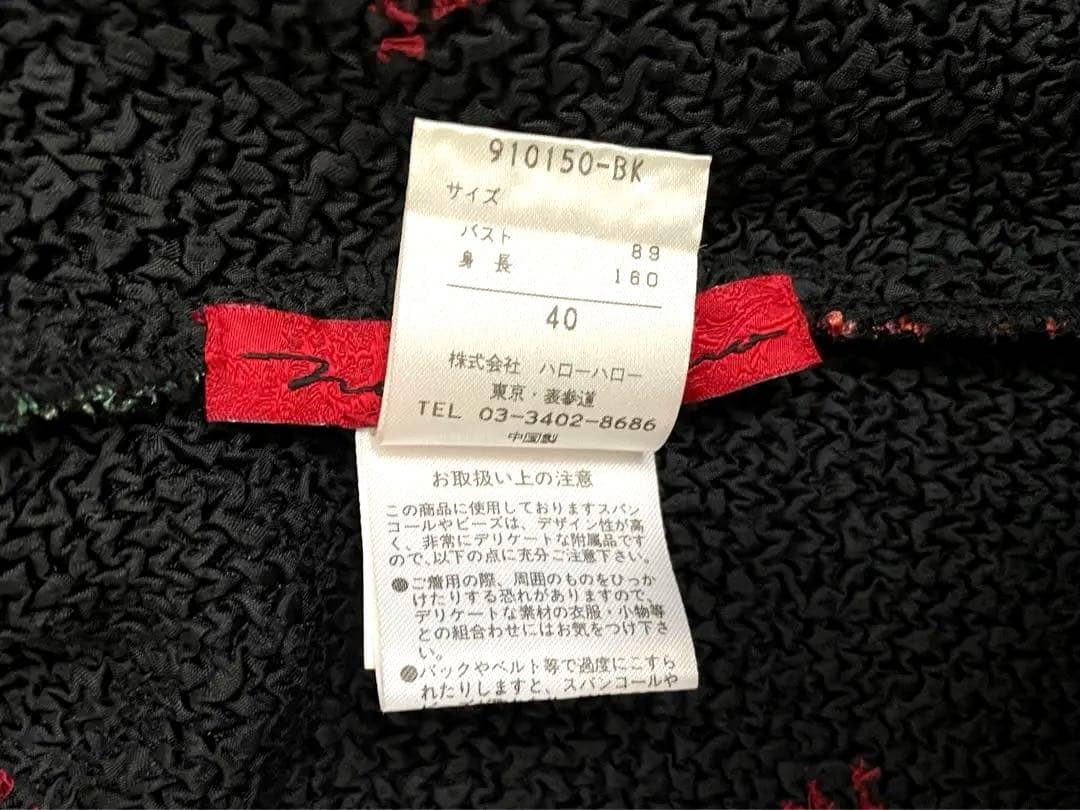 910150-BK
サイズ
バスト 89
身長 160
40
株式会社 ハローハロー
東京・表参道
TEL 03-3402-8686
中国製
お取扱い上の注意
この商品に使用しておりますスパン
コールやビーズは、デザイン性が高
く、非常にデリケートな附属品です
ので、以下の点に充分ご注意下さい。
●ご着用の際、周囲のものをひっか
けたりする恐れがありますので、
デリケートな素材の衣服・小物等
との組合わせにはお気をつけ下さ
い。
●バックやベルト等で過度にこすら
れたりしますと、スパンコールや